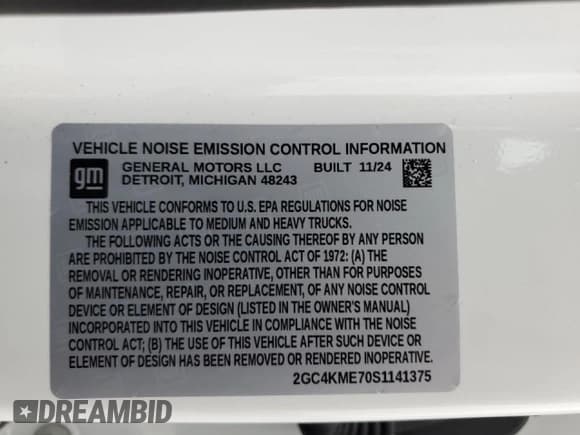 VEHICLE NOISE EMISSION CONTROL INFORMATION
gm GENERAL MOTORS LLC BUILT 11/24
DETROIT, MICHIGAN 48243
THIS VEHICLE CONFORMS TO U.S. EPA REGULATIONS FOR NOISE
EMISSION APPLICABLE TO MEDIUM AND HEAVY TRUCKS.
THE FOLLOWING ACTS OR THE CAUSING THEREOF BY ANY PERSON
ARE PROHIBITED BY THE NOISE CONTROL ACT OF 1972: (A) THE
REMOVAL OR RENDERING INOPERATIVE, OTHER THAN FOR PURPOSES
OF MAINTENANCE, REPAIR, OR REPLACEMENT, OF ANY NOISE CONTROL
DEVICE OR ELEMENT OF DESIGN (LISTED IN THE OWNER'S MANUAL)
INCORPORATED INTO THIS VEHICLE IN COMPLIANCE WITH THE NOISE
CONTROL ACT; (B) THE USE OF THIS VEHICLE AFTER SUCH DEVICE OR
ELEMENT OF DESIGN HAS BEEN REMOVED OR RENDERED INOPERATIVE.
2GC4KME70S1141375
DREAMBID